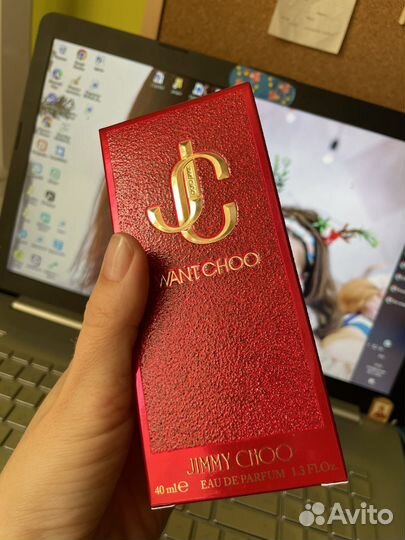 JC
WANT CHOO
JIMMY CHOO
40 ml e EAU DE PARFUM 1.3 FL.Oz.
Avito